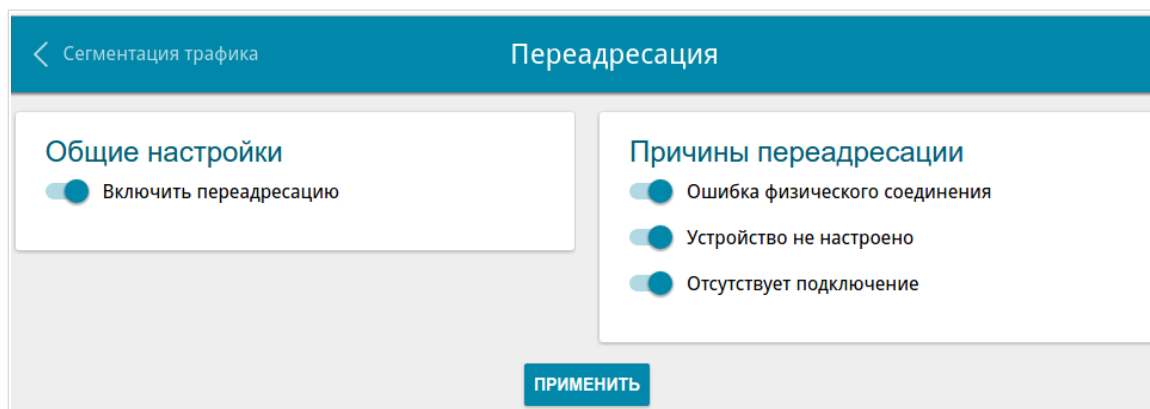 Сегментация трафика
Переадресация
Общие настройки
Включить переадресацию
Причины переадресации
Ошибка физического соединения
Устройство не настроено
Отсутствует подключение
ПРИМЕНИТЬ